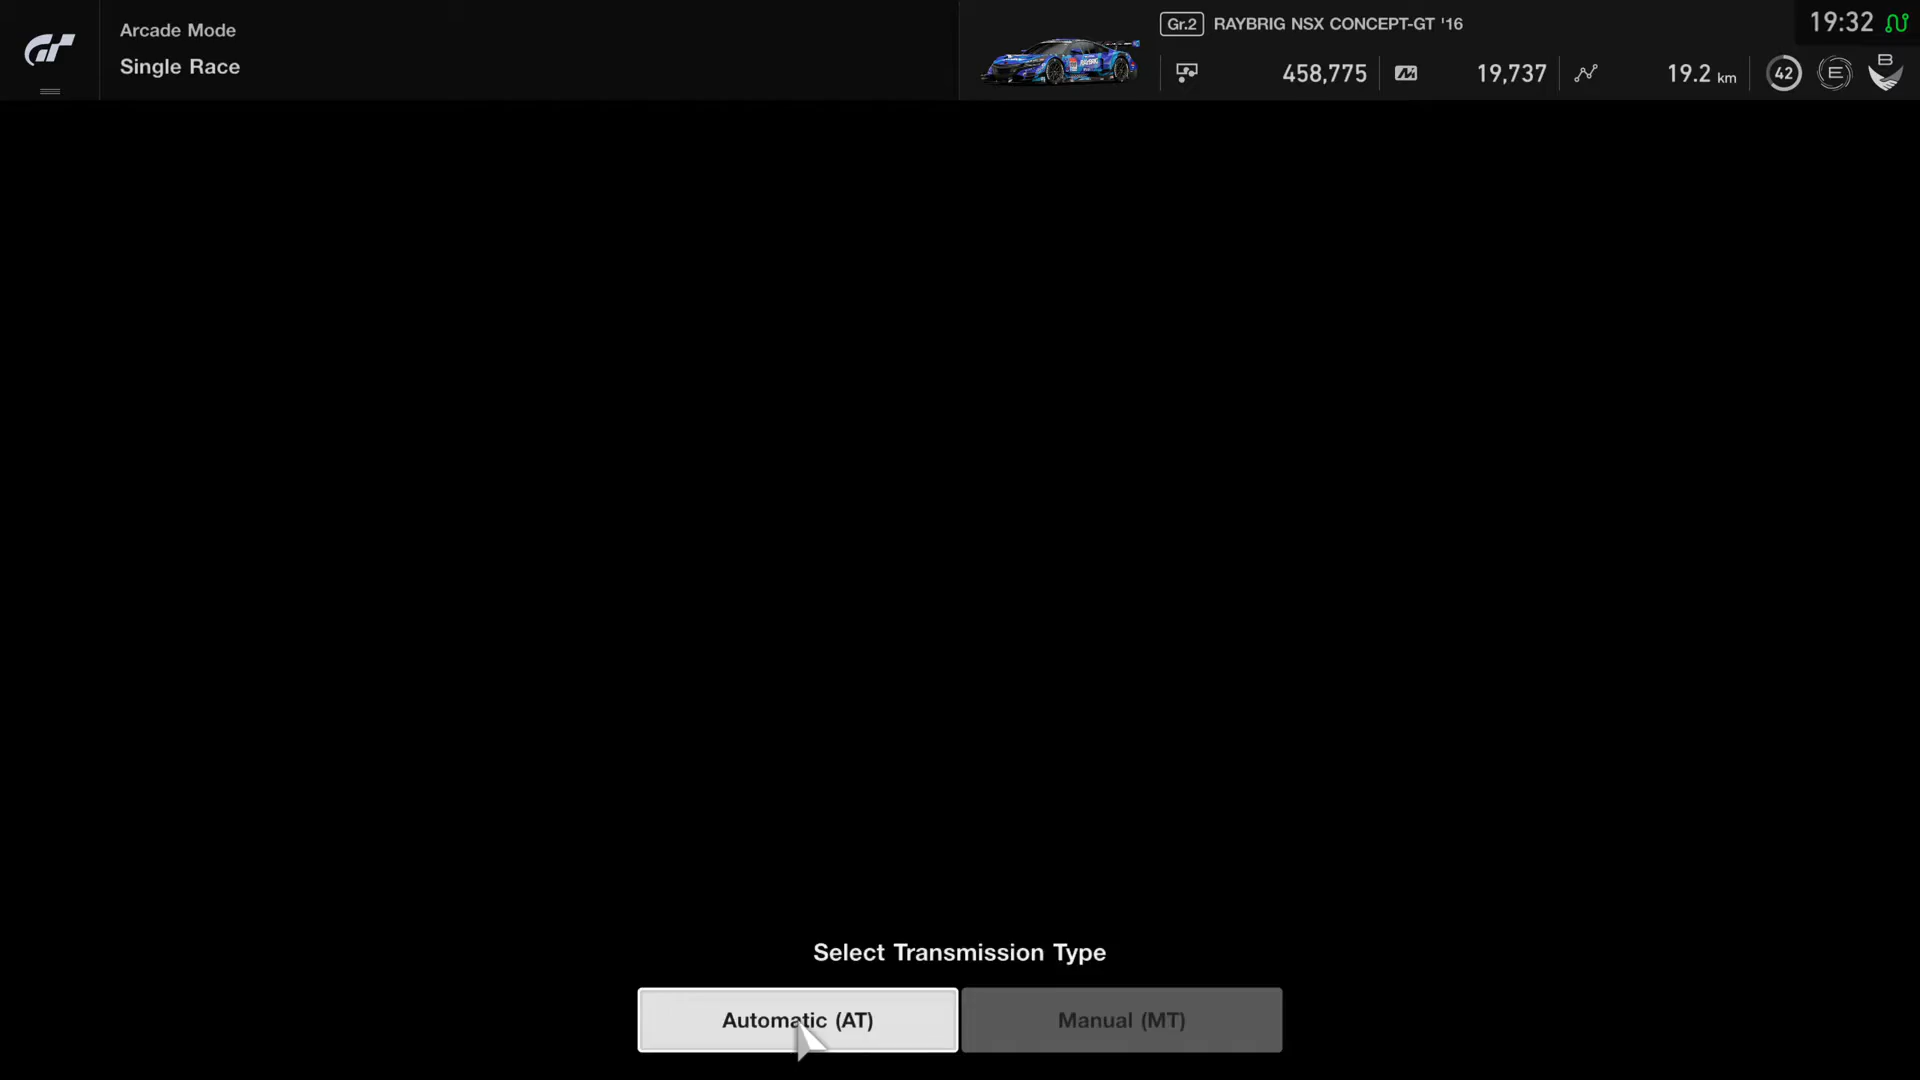 Arcade Mode
Single Race
Gr.2 RAYBRIG NSX CONCEPT-GT '16
458,775 19,737 19.2 km 42 E B
19:32
Select Transmission Type
Automatic (AT) Manual (MT)